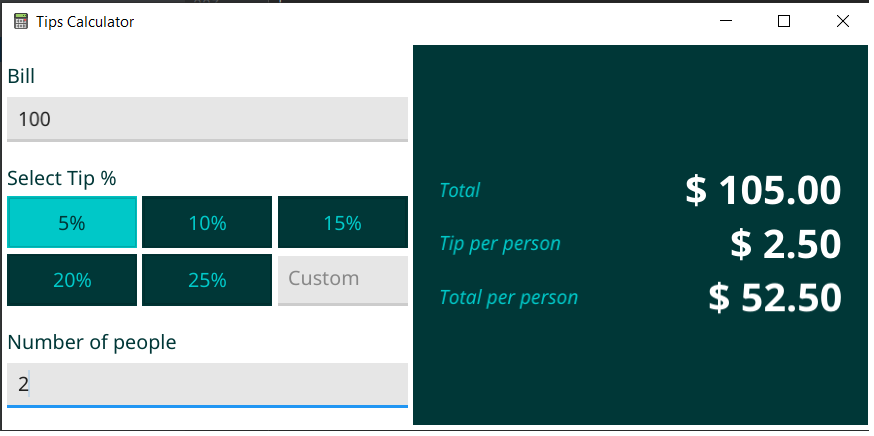 Tips Calculator
Bill
100
Select Tip %
5% 10% 15%
20% 25% Custom
Number of people
2
Total $ 105.00
Tip per person $ 2.50
Total per person $ 52.50